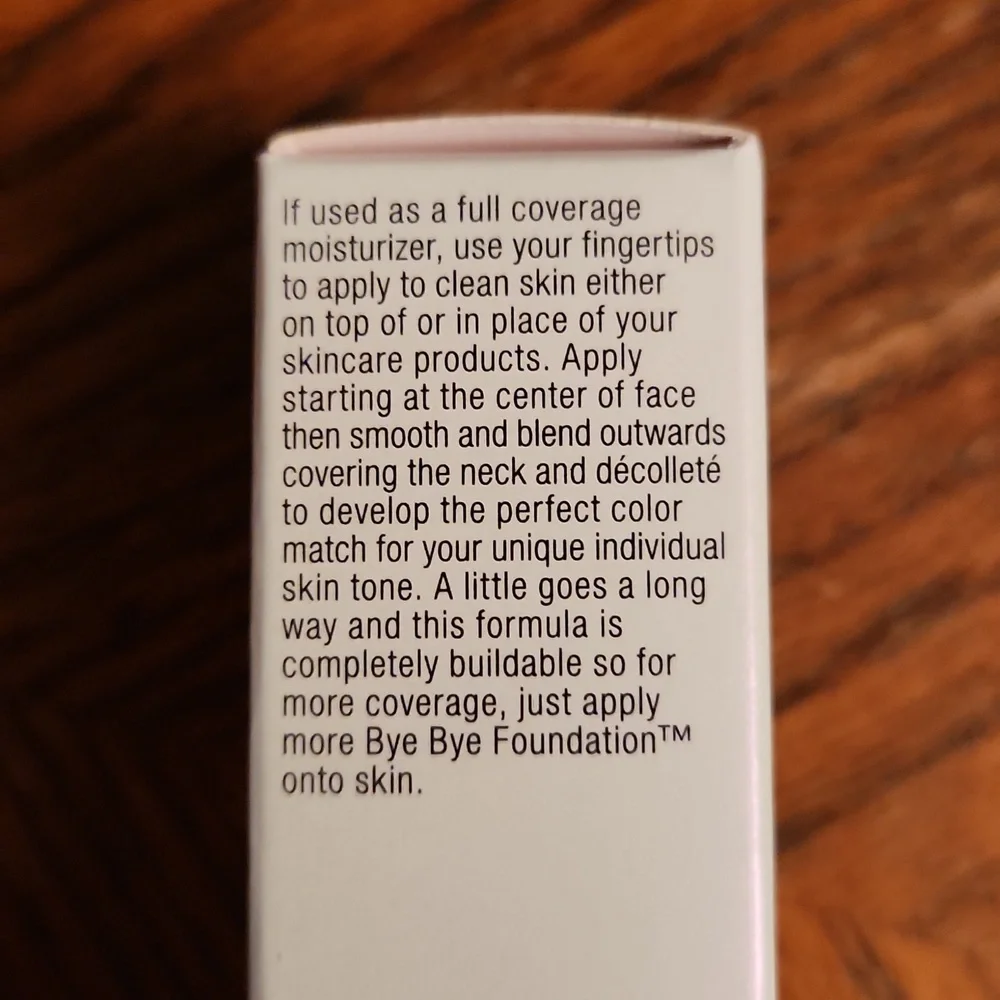 If used as a full coverage
moisturizer, use your fingertips
to apply to clean skin either
on top of or in place of your
skincare products. Apply
starting at the center of face
then smooth and blend outwards
covering the neck and décolleté
to develop the perfect color
match for your unique individual
skin tone. A little goes a long
way and this formula is
completely buildable so for
more coverage, just apply
more Bye Bye Foundation™
onto skin.